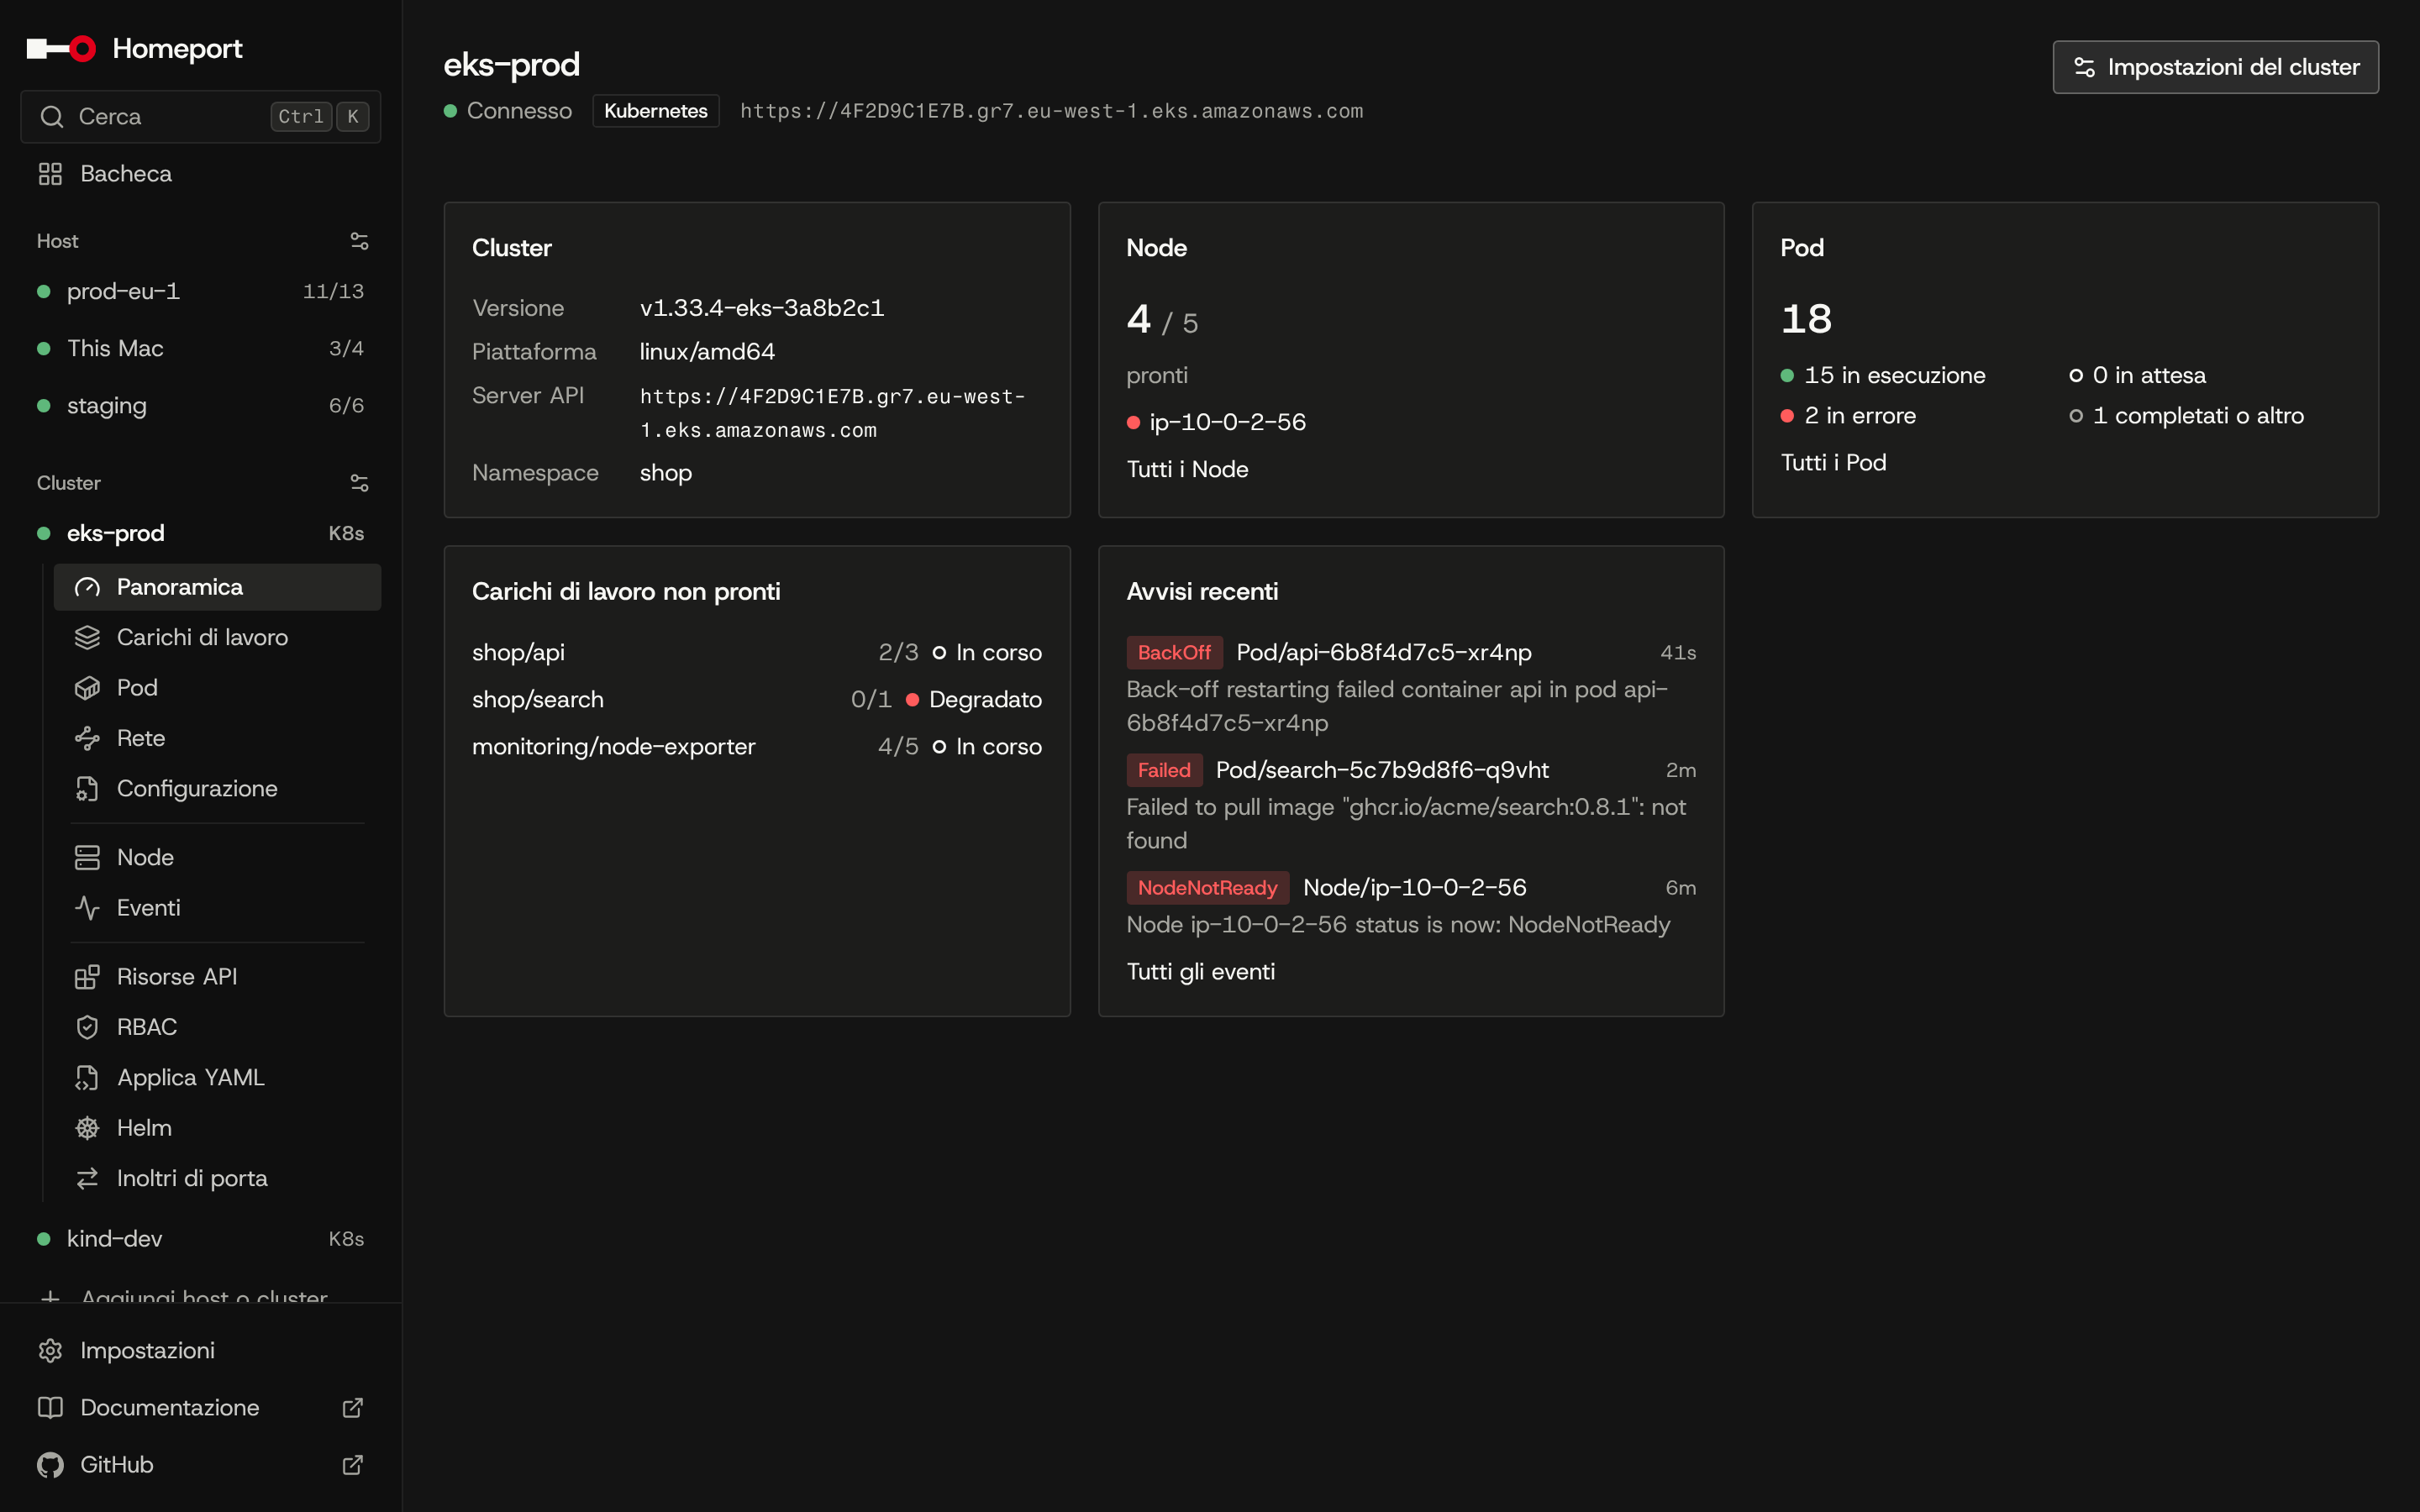 Homeport
Cerca
Ctrl K
Bacheca
Host
prod-eu-1 11/13
This Mac 3/4
staging 6/6
Cluster
eks-prod K8s
Panoramica
Carichi di lavoro
Pod
Rete
Configurazione
Node
Eventi
Risorse API
RBAC
Applica YAML
Helm
Inoltri di porta
kind-dev K8s
Aggiungi host o cluster
Impostazioni
Documentazione
GitHub
eks-prod
Connesso Kubernetes https://4F2D9C1E7B.gr7.eu-west-1.eks.amazonaws.com
Impostazioni del cluster
Cluster
Versione v1.33.4-eks-3a8b2c1
Piattaforma linux/amd64
Server API https://4F2D9C1E7B.gr7.eu-west-
1.eks.amazonaws.com
Namespace shop
Node
4 / 5
pronti
ip-10-0-2-56
Tutti i Node
Pod
18
15 in esecuzione 0 in attesa
2 in errore 1 completati o altro
Tutti i Pod
Carichi di lavoro non pronti
shop/api 2/3 In corso
shop/search 0/1 Degradato
monitoring/node-exporter 4/5 In corso
Avvisi recenti
BackOff Pod/api-6b8f4d7c5-xr4np 41s
Back-off restarting failed container api in pod api-
6b8f4d7c5-xr4np
Failed Pod/search-5c7b9d8f6-q9vht 2m
Failed to pull image "ghcr.io/acme/search:0.8.1": not
found
NodeNotReady Node/ip-10-0-2-56 6m
Node ip-10-0-2-56 status is now: NodeNotReady
Tutti gli eventi